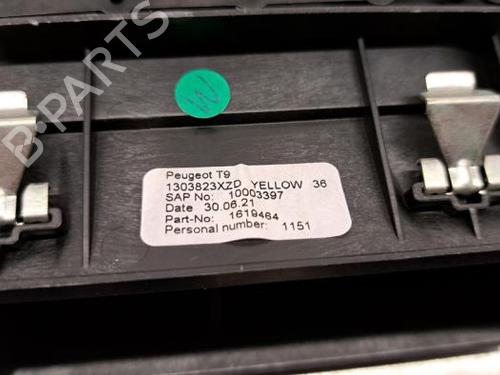 B-PARTS
Peugeot T9
1303823XZD YELLOW 36
SAP No: 10003397
Date 30.06.21
Part-No: 1619464
Personal number: 1151